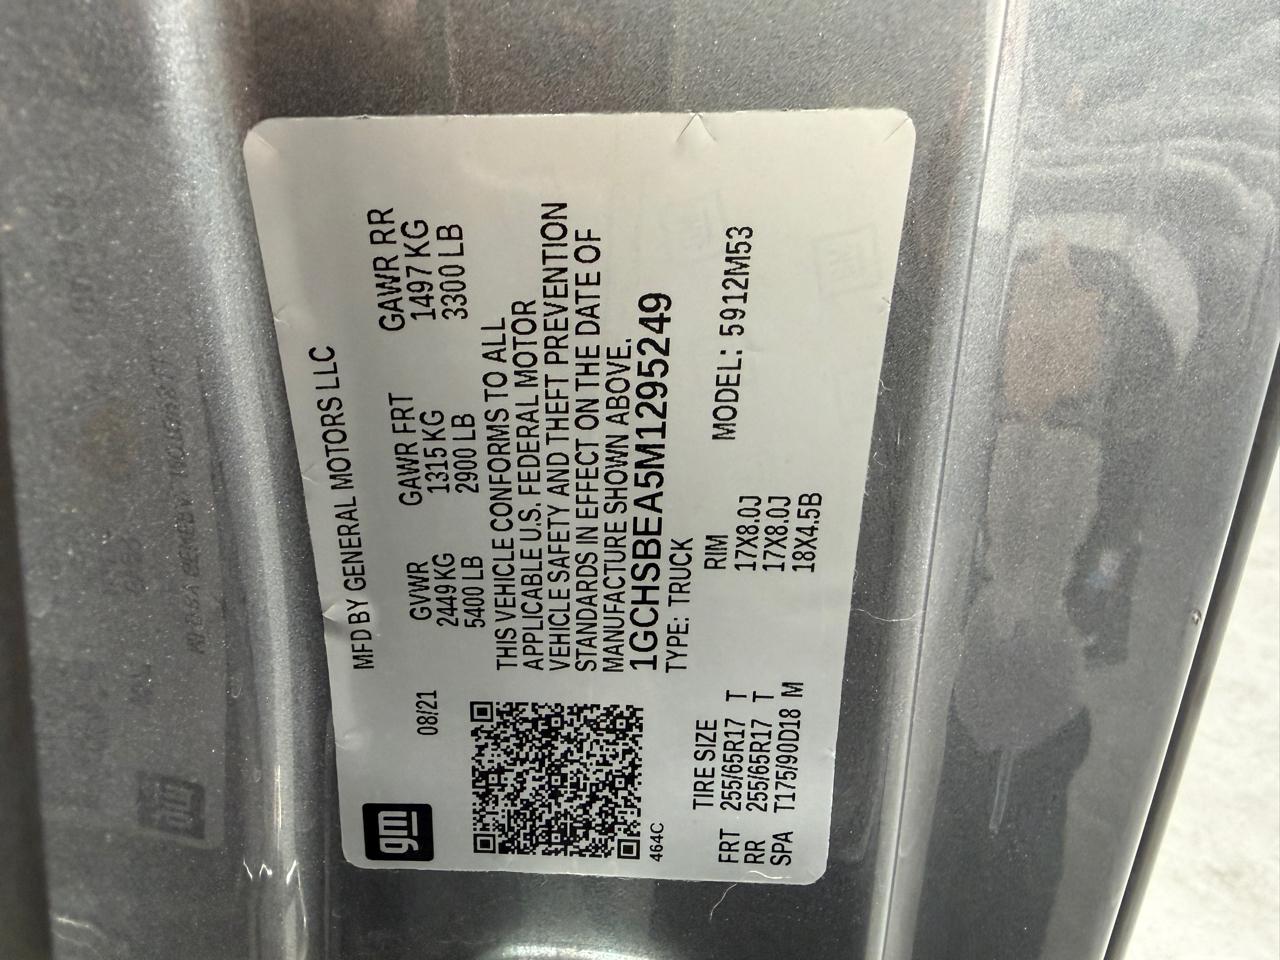 gm
MFD BY GENERAL MOTORS LLC
08/21
GVWR GAWR FRT GAWR RR
2449 KG 1315 KG 1497 KG
5400 LB 2900 LB 3300 LB
THIS VEHICLE CONFORMS TO ALL
APPLICABLE U.S. FEDERAL MOTOR
VEHICLE SAFETY AND THEFT PREVENTION
STANDARDS IN EFFECT ON THE DATE OF
MANUFACTURE SHOWN ABOVE.
1GCHSBEA5M1295249
464C
TYPE: TRUCK
TIRE SIZE RIM MODEL: 5912M53
FRT 255/65R17 T 17X8.0J
RR 255/65R17 T 17X8.0J
SPA T175/90D18 M 18X4.5B